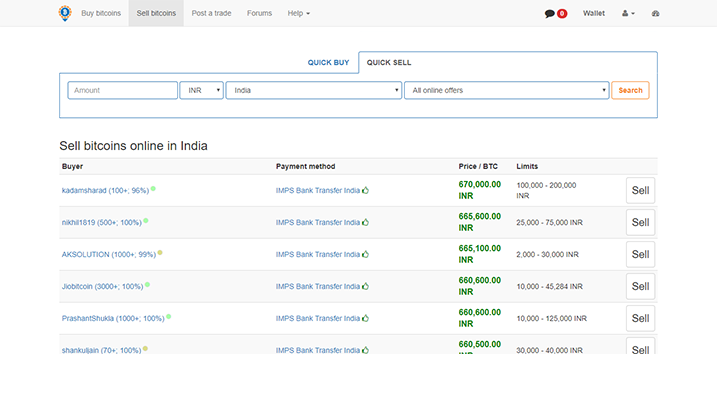 Buy bitcoins Sell bitcoins Post a trade Forums Help 0 Wallet
QUICK BUY QUICK SELL
Amount INR India All online offers Search
Sell bitcoins online in India
Buyer Payment method Price / BTC Limits
kadamsharad (100+; 96%) IMPS Bank Transfer India 670,000.00 100,000 - 200,000 Sell
INR INR
nikhil1819 (500+; 100%) IMPS Bank Transfer India 665,600.00 25,000 - 75,000 INR Sell
INR
AKSOLUTION (1000+; 99%) IMPS Bank Transfer India 665,100.00 2,000 - 30,000 INR Sell
INR
Jiobitcoin (3000+; 100%) IMPS Bank Transfer India 660,600.00 10,000 - 45,284 INR Sell
INR
PrashantShukla (1000+; 100%) IMPS Bank Transfer India 660,600.00 10,000 - 125,000 INR Sell
INR
shankuljain (70+; 100%) IMPS Bank Transfer India 660,500.00 30,000 - 40,000 INR Sell
INR